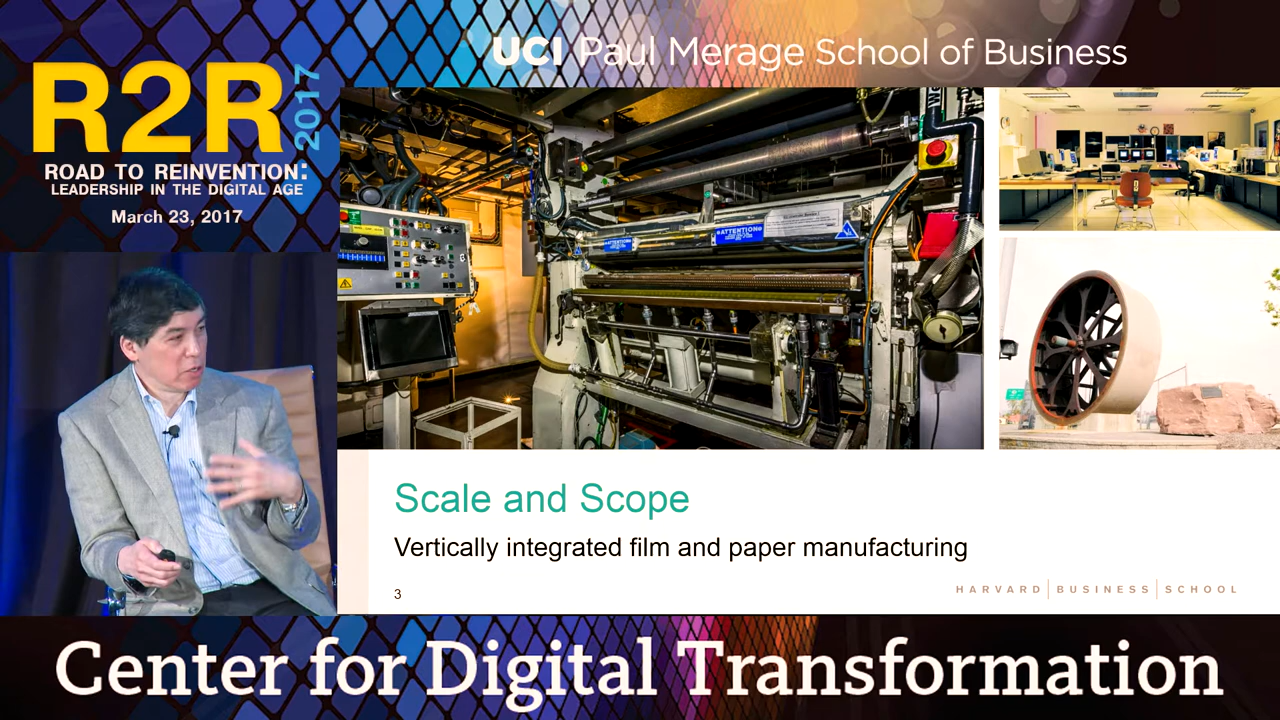 UCI Paul Merage School of Business
R2R 2017
ROAD TO REINVENTION:
LEADERSHIP IN THE DIGITAL AGE
March 23, 2017
ATTENTION
ATTENTION
Scale and Scope
Vertically integrated film and paper manufacturing
3
HARVARD BUSINESS SCHOOL
Center for Digital Transformation